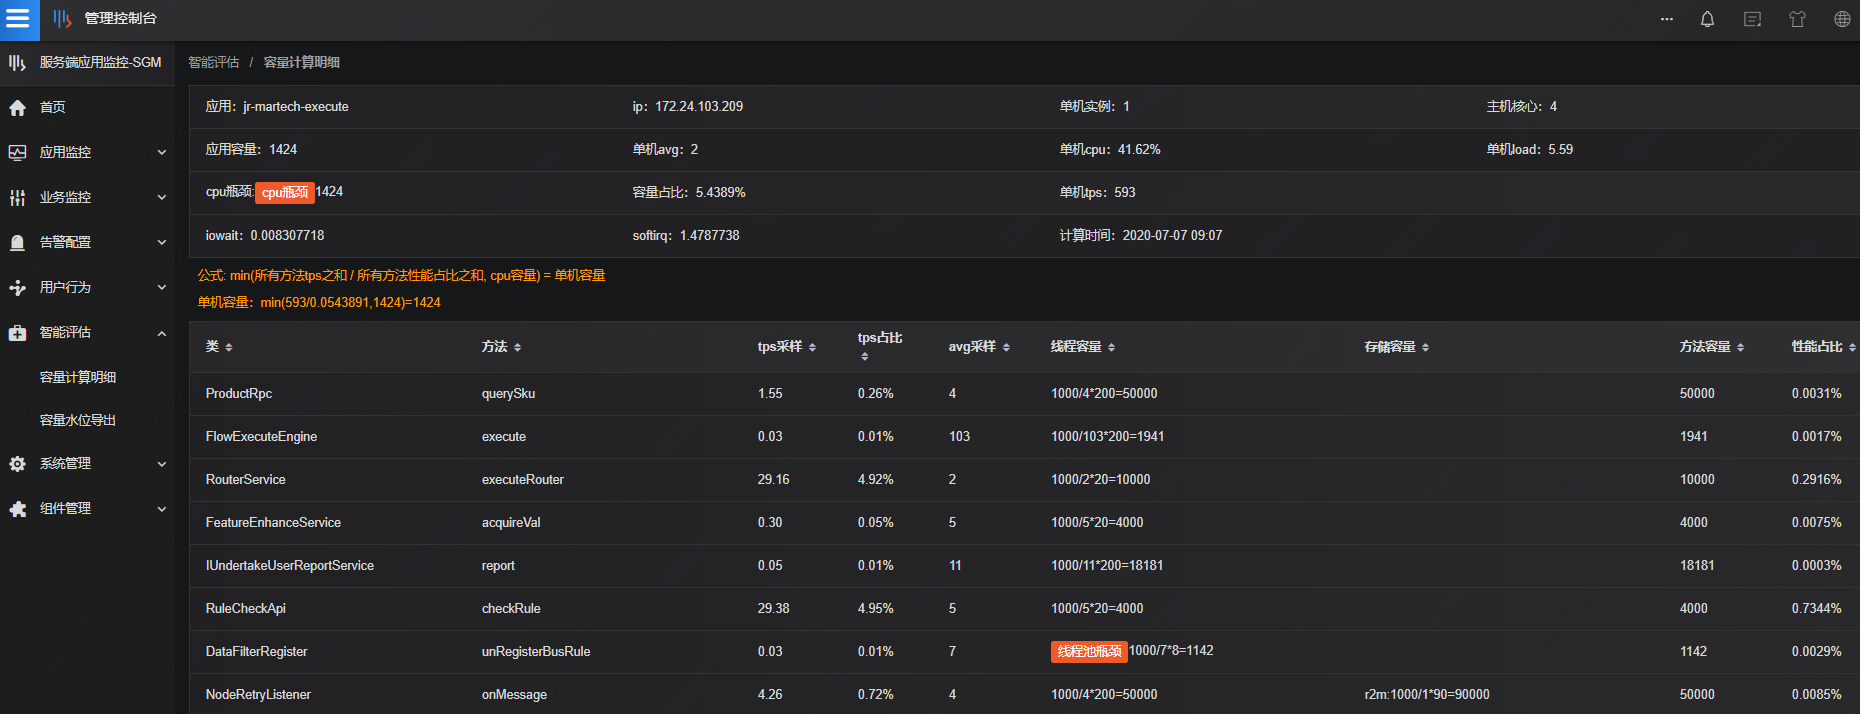 管理控制台
服务端应用监控-SGM
智能评估 / 容量计算明细
首页
应用监控
业务监控
告警配置
用户行为
智能评估
容量计算明细
容量水位导出
系统管理
组件管理
应用：jr-martech-execute ip：172.24.103.209 单机实例：1 主机核心：4
应用容量：1424 单机avg：2 单机cpu：41.62% 单机load：5.59
cpu瓶颈: cpu瓶颈 1424 容量占比：5.4389% 单机tps：593
iowait：0.008307718 softirq：1.4787738 计算时间：2020-07-07 09:07
公式: min(所有方法tps之和 / 所有方法性能占比之和, cpu容量) = 单机容量
单机容量：min(593/0.0543891,1424)=1424
类 方法 tps采样 tps占比 avg采样 线程容量 存储容量 方法容量 性能占比
ProductRpc querySku 1.55 0.26% 4 1000/4*200=50000 50000 0.0031%
FlowExecuteEngine execute 0.03 0.01% 103 1000/103*200=1941 1941 0.0017%
RouterService executeRouter 29.16 4.92% 2 1000/2*20=10000 10000 0.2916%
FeatureEnhanceService acquireVal 0.30 0.05% 5 1000/5*20=4000 4000 0.0075%
IUndertakeUserReportService report 0.05 0.01% 11 1000/11*200=18181 18181 0.0003%
RuleCheckApi checkRule 29.38 4.95% 5 1000/5*20=4000 4000 0.7344%
DataFilterRegister unRegisterBusRule 0.03 0.01% 7 线程池瓶颈 1000/7*8=1142 1142 0.0029%
NodeRetryListener onMessage 4.26 0.72% 4 1000/4*200=50000 r2m:1000/1*90=90000 50000 0.0085%